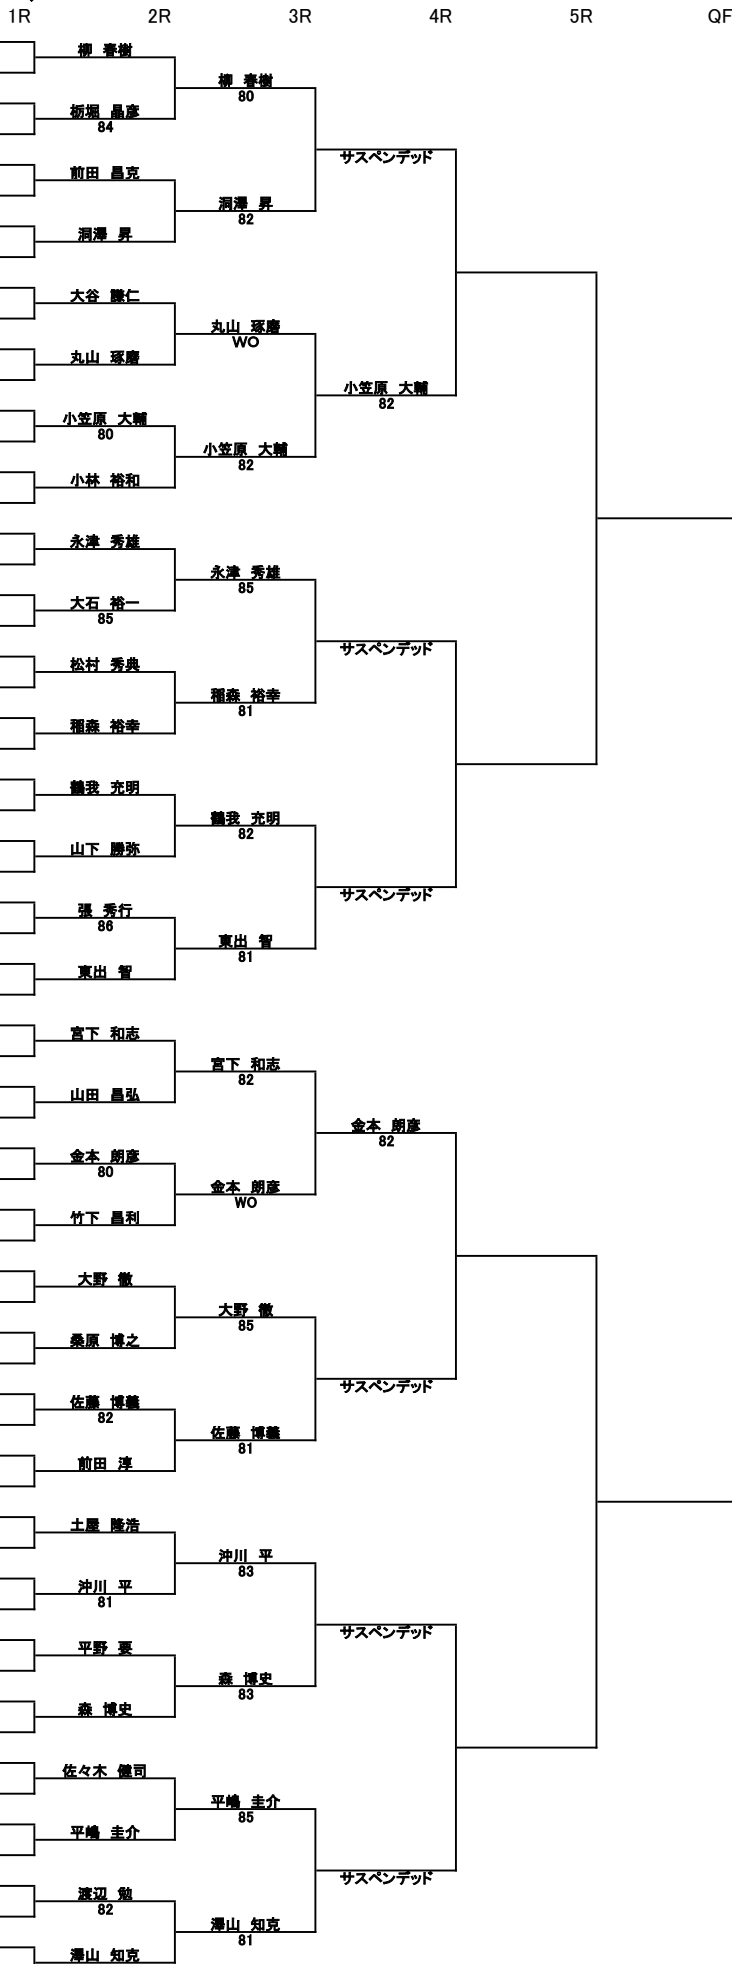 1R 2R 3R 4R 5R QF
柳 春樹
柳 春樹
80
栃堀 晶彦
84
サスペンデッド
前田 昌克
洞澤 昇
82
洞澤 昇
大谷 謙仁
丸山 琢磨
WO
丸山 琢磨
小笠原 大輔
82
小笠原 大輔
80
小笠原 大輔
82
小林 裕和
永津 秀雄
永津 秀雄
85
大石 裕一
85
サスペンデッド
松村 秀典
稲森 裕幸
81
稲森 裕幸
鶴我 充明
鶴我 充明
82
山下 勝弥
サスペンデッド
張 秀行
86
東出 智
81
東出 智
宮下 和志
宮下 和志
82
山田 昌弘
金本 朗彦
82
金本 朗彦
80
金本 朗彦
WO
竹下 昌利
大野 徹
大野 徹
85
桑原 博之
サスペンデッド
佐藤 博義
82
佐藤 博義
81
前田 淳
土屋 隆浩
沖川 平
83
沖川 平
81
サスペンデッド
平野 要
森 博史
83
森 博史
佐々木 健司
平嶋 圭介
85
平嶋 圭介
サスペンデッド
渡辺 勉
82
澤山 知克
81
澤山 知克